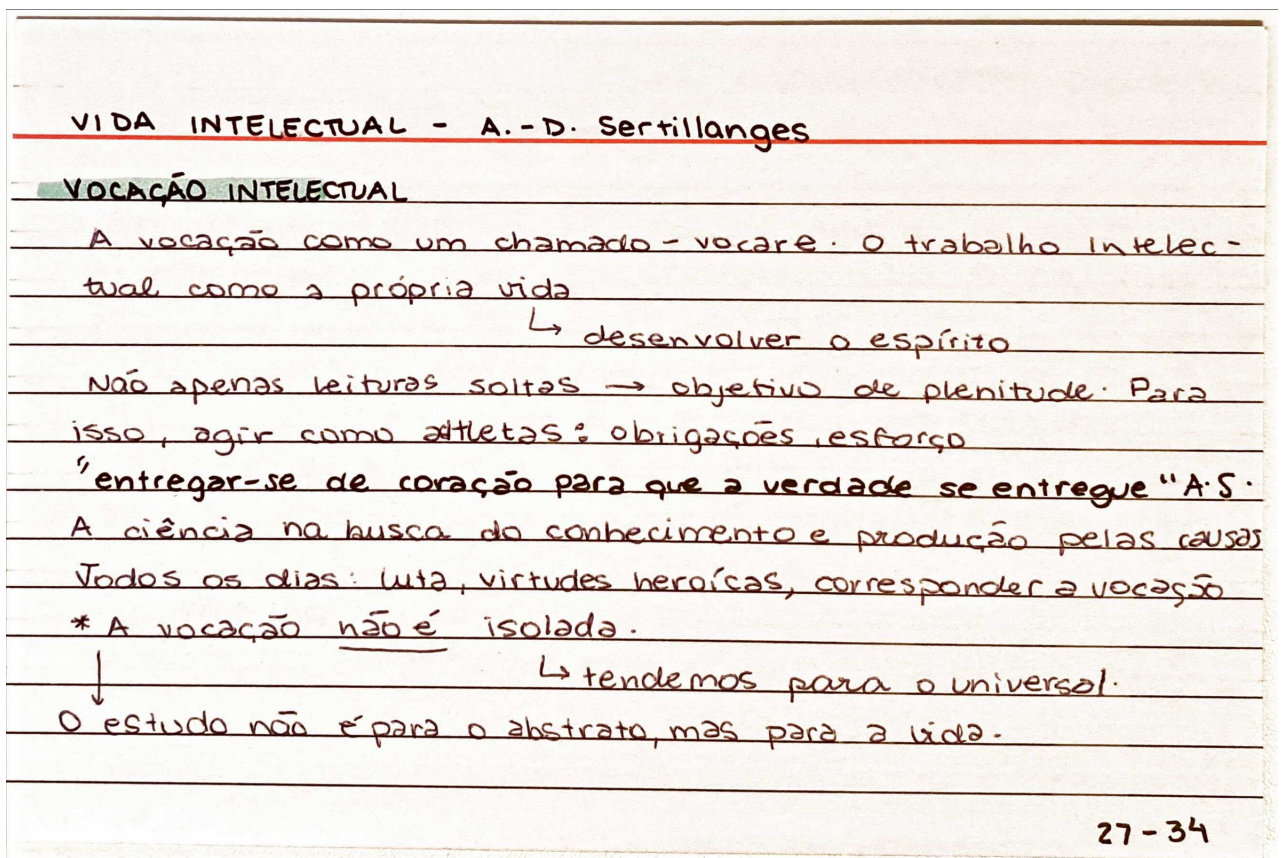 VIDA INTELECTUAL - A.-D. Sertillanges
VOCAÇÃO INTELECTUAL
A vocação como um chamado - vocare. O trabalho intelec-
tual como a própria vida
↳ desenvolver o espírito
Não apenas leituras soltas → objetivo de plenitude. Para
isso, agir como atletas: obrigações, esforço
"entregar-se de coração para que a verdade se entregue" A.S.
A ciência na busca do conhecimento e produção pelas causas
Todos os dias: luta, virtudes heroícas, corresponder a vocação
* A vocação não é isolada.
↳ tendemos para o universal.
O estudo não é para o abstrato, mas para a vida.
27-34